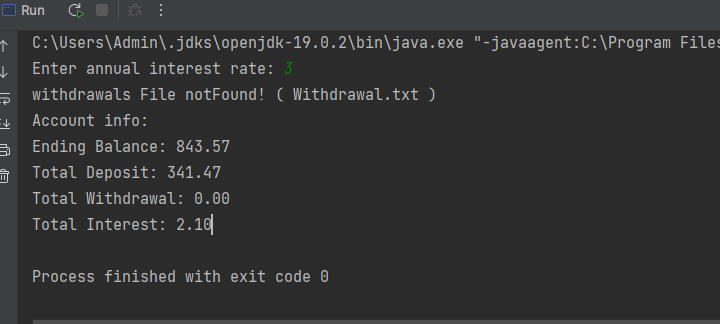 Run
C:\Users\Admin\.jdks\openjdk-19.0.2\bin\java.exe "-javaagent:C:\Program Files
Enter annual interest rate: 3
withdrawals File notFound! ( Withdrawal.txt )
Account info:
Ending Balance: 843.57
Total Deposit: 341.47
Total Withdrawal: 0.00
Total Interest: 2.10
Process finished with exit code 0